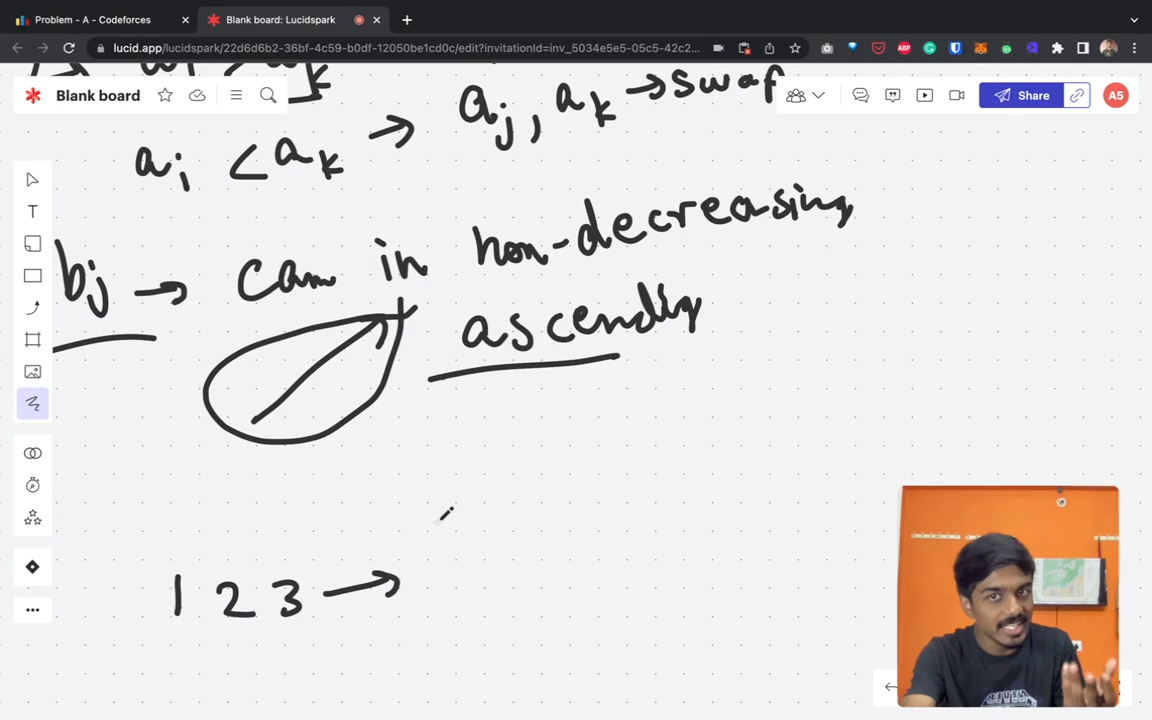 Problem - A - Codeforces
Blank board: Lucidspark
lucid.app/lucidspark/22d6d6b2-36bf-4c59-b0df-12050be1cd0c/edit?invitationId=inv_5034e5e5-05c5-42c2...
ABP
Blank board
Share
A5
T
aj, ak → swap
ai < ak →
bj → can in non-decreasing
ascending
1 2 3 →